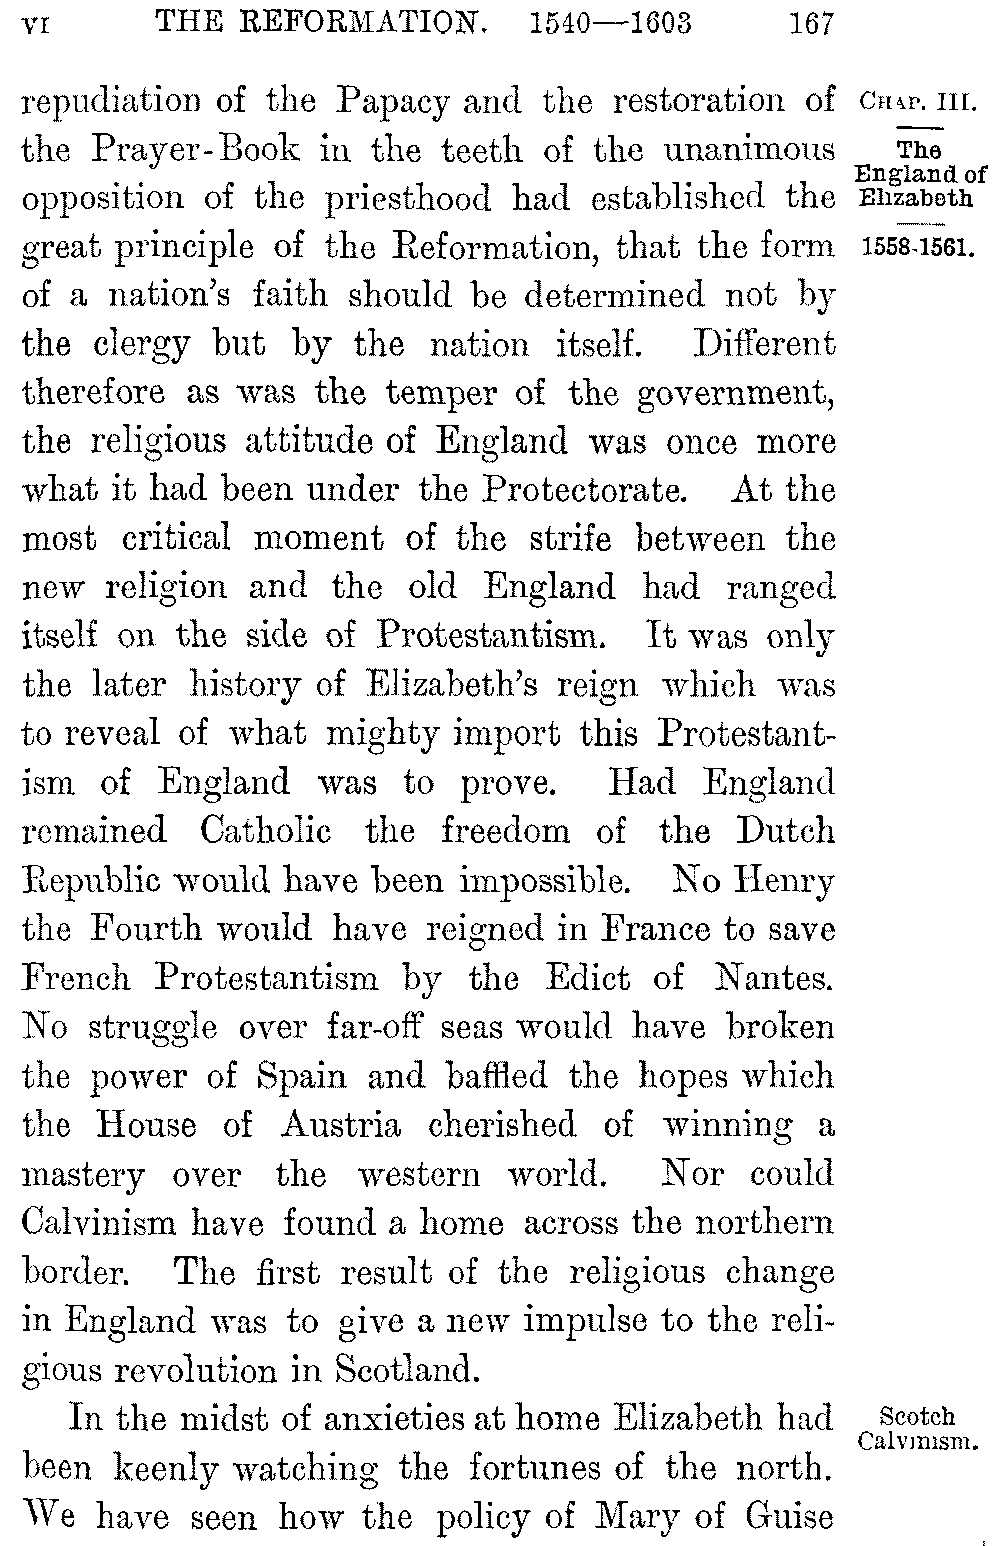 VI THE REFORMATION. 1540—1603 167
repudiation of the Papacy and the restoration of
the Prayer-Book in the teeth of the unanimous
opposition of the priesthood had established the
great principle of the Reformation, that the form
of a nation's faith should be determined not by
the clergy but by the nation itself. Different
therefore as was the temper of the government,
the religious attitude of England was once more
what it had been under the Protectorate. At the
most critical moment of the strife between the
new religion and the old England had ranged
itself on the side of Protestantism. It was only
the later history of Elizabeth's reign which was
to reveal of what mighty import this Protestant-
ism of England was to prove. Had England
remained Catholic the freedom of the Dutch
Republic would have been impossible. No Henry
the Fourth would have reigned in France to save
French Protestantism by the Edict of Nantes.
No struggle over far-off seas would have broken
the power of Spain and baffled the hopes which
the House of Austria cherished of winning a
mastery over the western world. Nor could
Calvinism have found a home across the northern
border. The first result of the religious change
in England was to give a new impulse to the reli-
gious revolution in Scotland.
In the midst of anxieties at home Elizabeth had
been keenly watching the fortunes of the north.
We have seen how the policy of Mary of Guise
CHAP. III.
The
England of
Elizabeth
1558-1561.
Scotch
Calvinism.